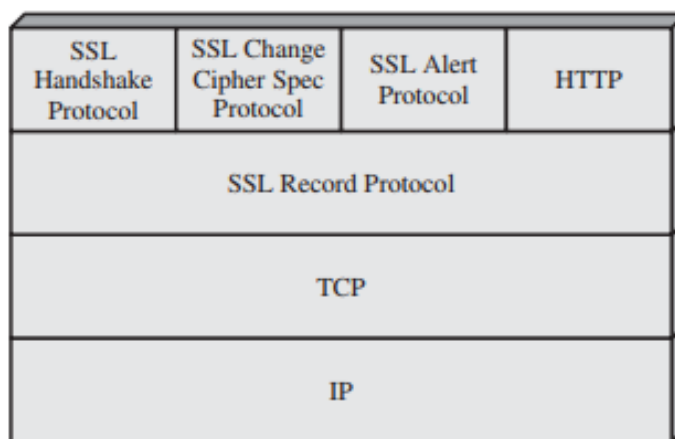 SSL
Handshake
Protocol
SSL Change
Cipher Spec
Protocol
SSL Alert
Protocol
HTTP
SSL Record Protocol
TCP
IP